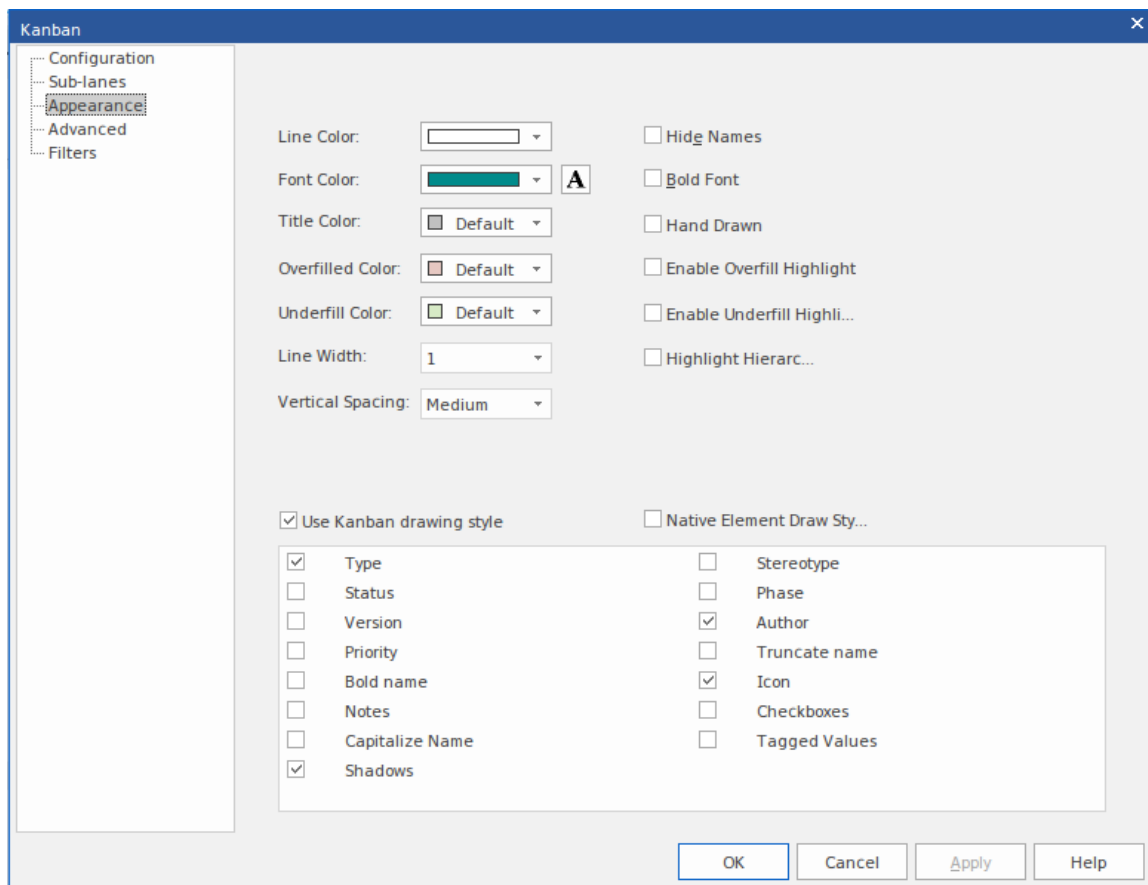 Kanban
Configuration
Sub-lanes
Appearance
Advanced
Filters
Line Color:
Hide Names
Font Color:
A
Bold Font
Title Color:
Default
Hand Drawn
Overfilled Color:
Default
Enable Overfill Highlight
Underfill Color:
Default
Enable Underfill Highli...
Line Width:
1
Highlight Hierarc...
Vertical Spacing:
Medium
Use Kanban drawing style
Native Element Draw Sty...
Type
Stereotype
Status
Phase
Version
Author
Priority
Truncate name
Bold name
Icon
Notes
Checkboxes
Capitalize Name
Tagged Values
Shadows
OK
Cancel
Apply
Help